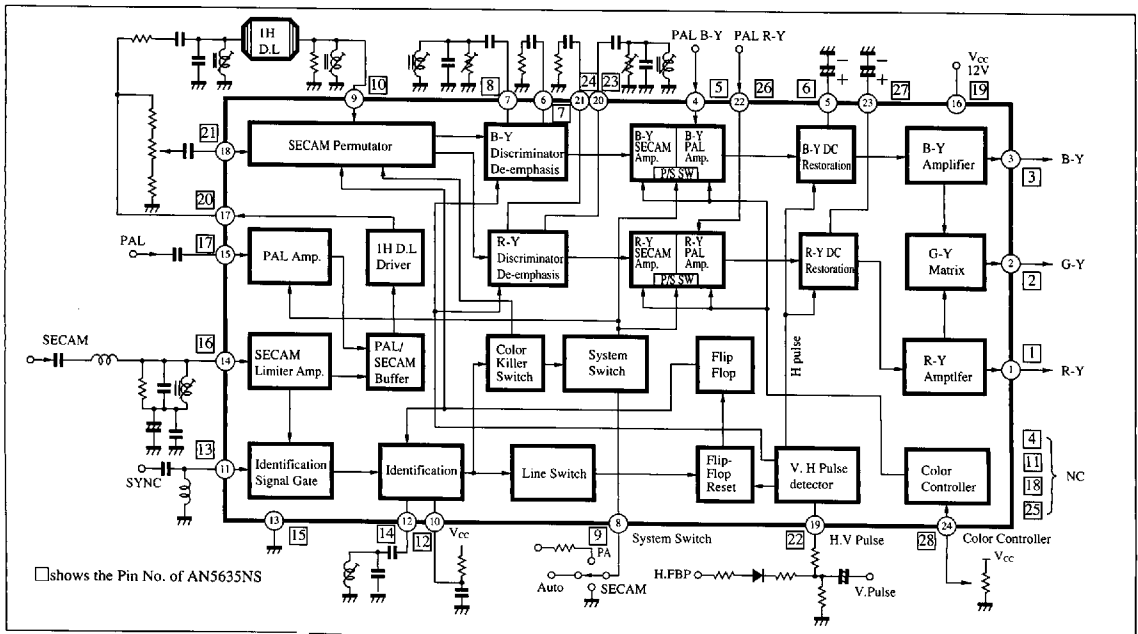 1H
D.L
PAL B-Y
PAL R-Y
−
+
−
+
VCC
12V
10
8
6
7
24
23
5
26
6
27
19
9
7
6
21
20
4
22
5
23
16
21
18
SECAM Permutator
B-Y
Discriminator
De-emphasis
B-Y
SECAM
Amp.
B-Y
PAL
Amp.
P/S SW
B-Y DC
Restoration
B-Y
Amplifier
3
B-Y
3
20
17
PAL
17
15
PAL Amp.
1H D.L
Driver
R-Y
Discriminator
De-emphasis
R-Y
SECAM
Amp.
R-Y
PAL
Amp.
P/S SW
R-Y DC
Restoration
G-Y
Matrix
2
G-Y
2
SECAM
16
14
SECAM
Limiter Amp.
PAL/
SECAM
Buffer
Color
Killer
Switch
System
Switch
Flip
Flop
H pulse
R-Y
Amptlfer
1
1
R-Y
13
SYNC
11
Identification
Signal Gate
Identification
Line Switch
Flip-
Flop
Reset
V. H Pulse
detector
Color
Controller
4
11
18
25
NC
13
15
12
14
10
12
VCC
8
9
System Switch
19
22
H.V Pulse
24
28
Color Controller
VCC
PA
Auto
SECAM
H.FBP
V.Pulse
□shows the Pin No. of AN5635NS